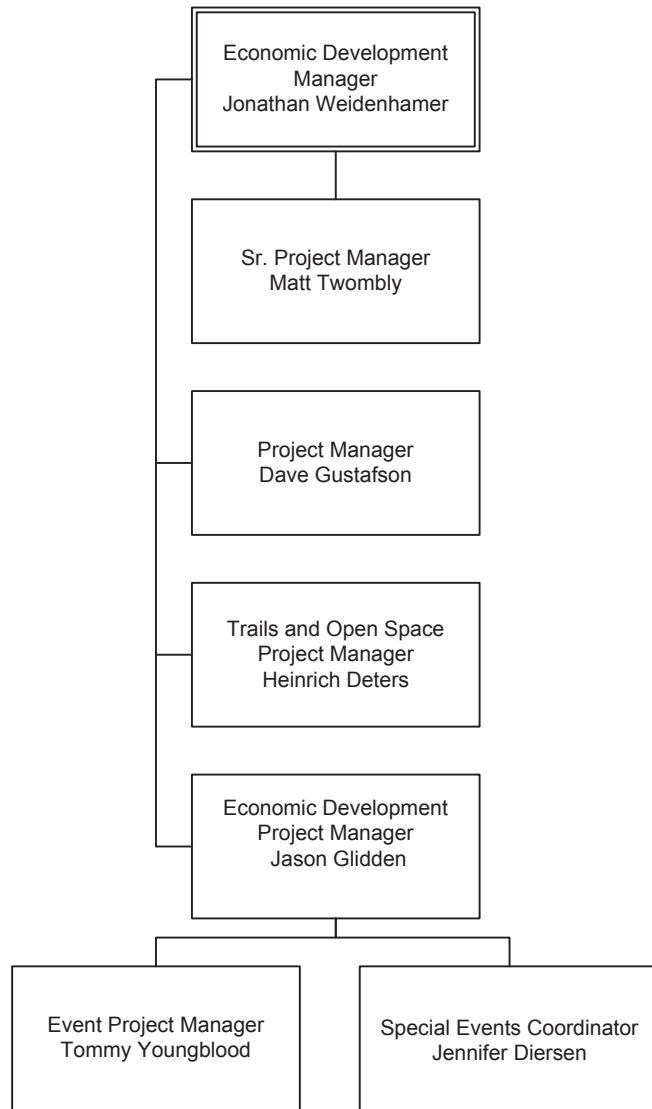 Economic Development
Manager
Jonathan Weidenhamer
Sr. Project Manager
Matt Twombly
Project Manager
Dave Gustafson
Trails and Open Space
Project Manager
Heinrich Deters
Economic Development
Project Manager
Jason Glidden
Event Project Manager
Tommy Youngblood
Special Events Coordinator
Jennifer Diersen